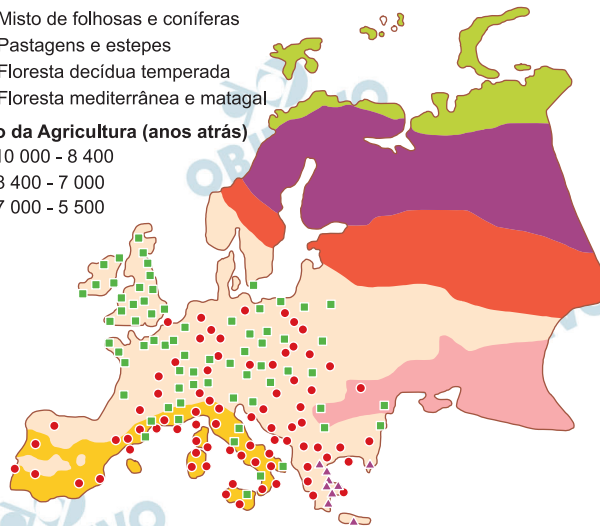 Misto de folhosas e coníferas
Pastagens e estepes
Floresta decídua temperada
Floresta mediterrânea e matagal
o da Agricultura (anos atrás)
10 000 - 8 400
8 400 - 7 000
7 000 - 5 500